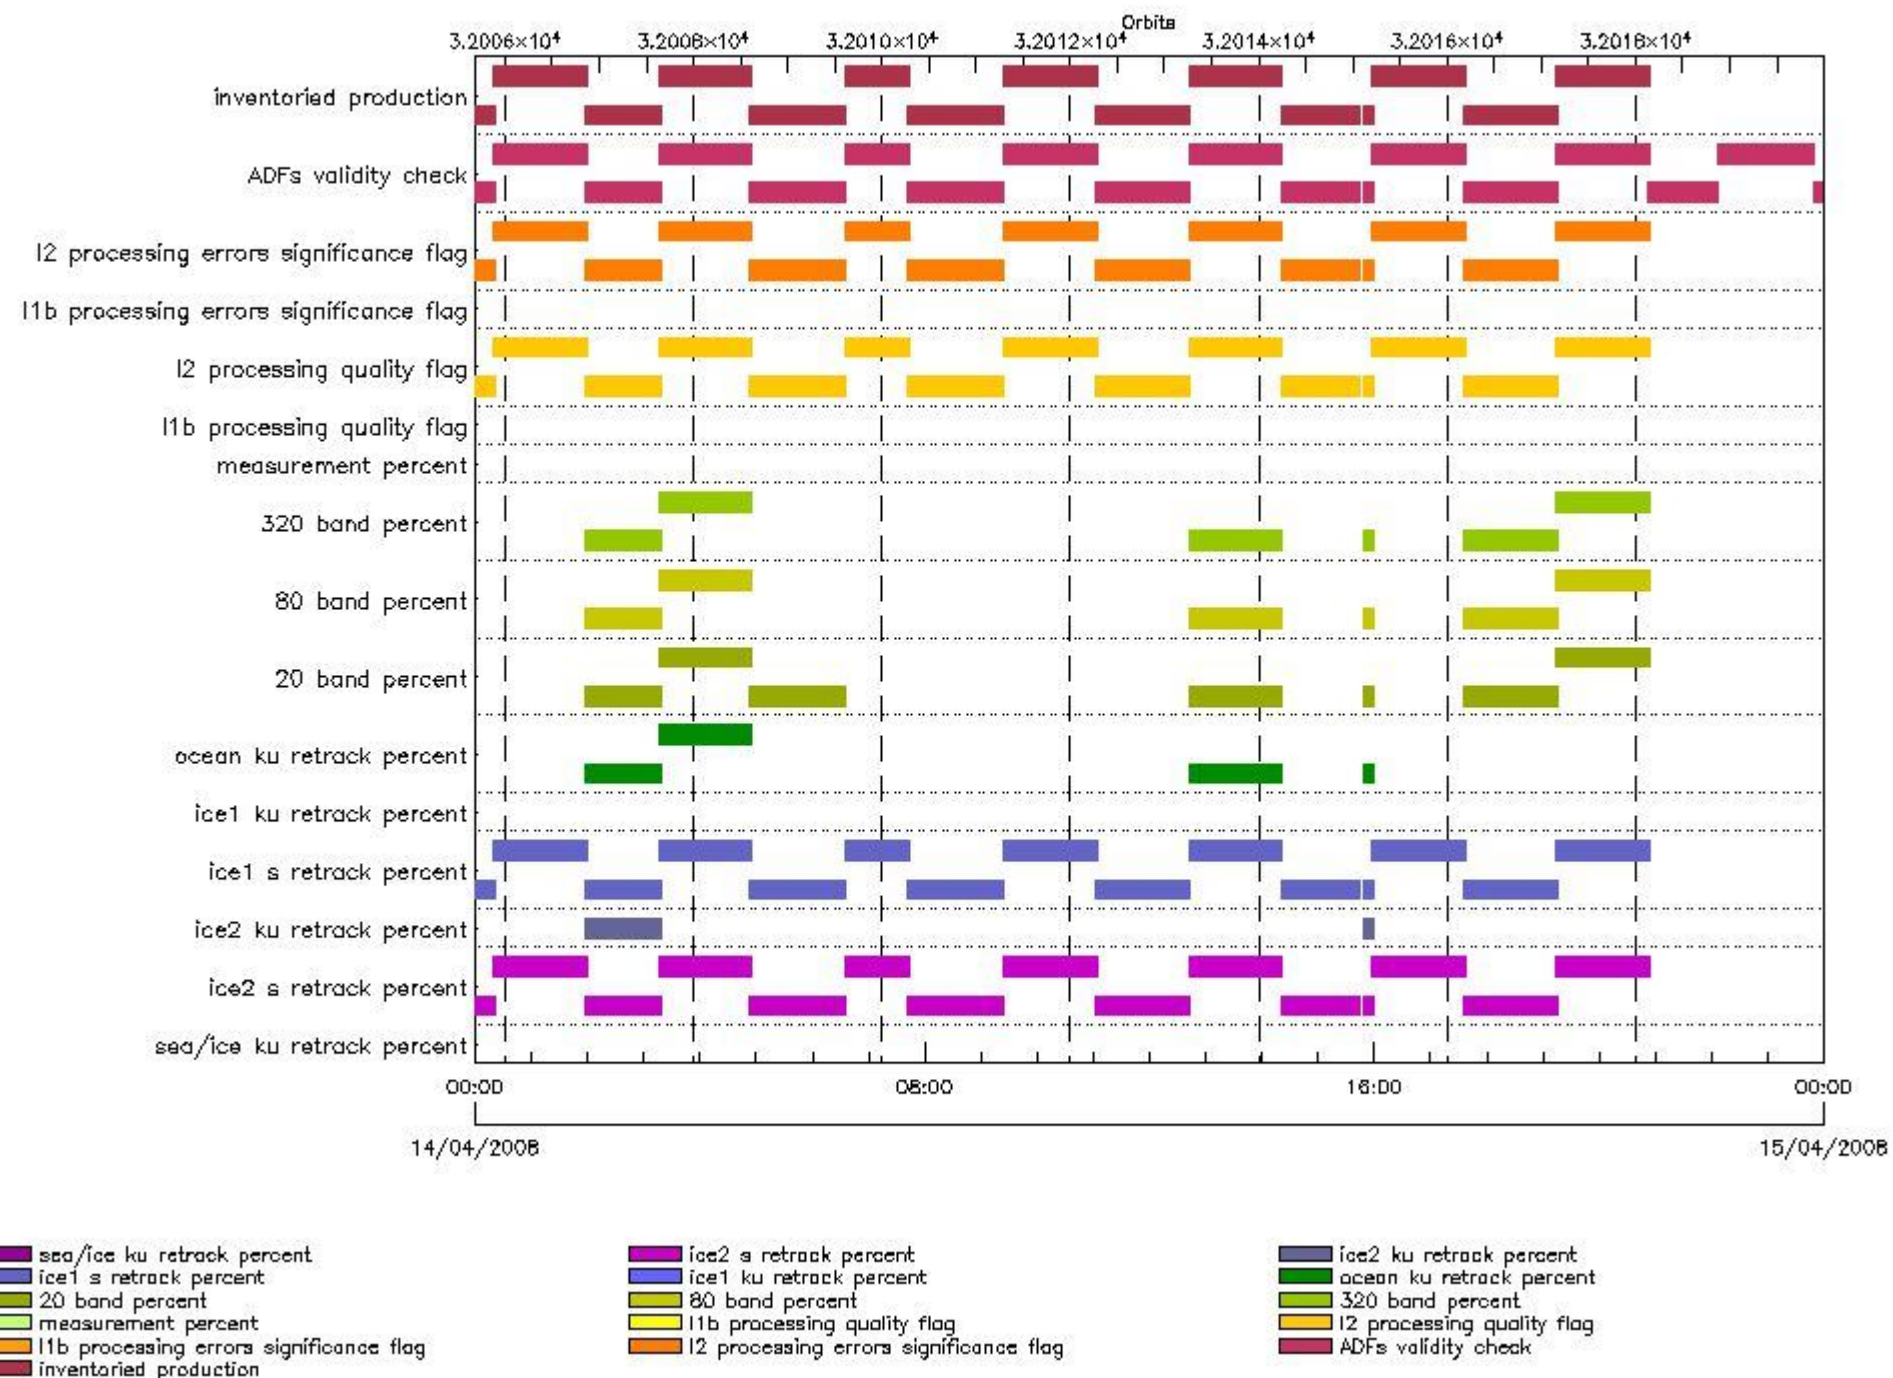 Orbits
3.2006×10⁴ 3.2008×10⁴ 3.2010×10⁴ 3.2012×10⁴ 3.2014×10⁴ 3.2016×10⁴ 3.2018×10⁴
inventoried production
ADFs validity check
l2 processing errors significance flag
l1b processing errors significance flag
l2 processing quality flag
l1b processing quality flag
measurement percent
320 band percent
80 band percent
20 band percent
ocean ku retrack percent
ice1 ku retrack percent
ice1 s retrack percent
ice2 ku retrack percent
ice2 s retrack percent
sea/ice ku retrack percent
00:00 08:00 16:00 00:00
14/04/2008 15/04/2008
sea/ice ku retrack percent ice2 s retrack percent ice2 ku retrack percent
ice1 s retrack percent ice1 ku retrack percent ocean ku retrack percent
20 band percent 80 band percent 320 band percent
measurement percent l1b processing quality flag l2 processing quality flag
l1b processing errors significance flag l2 processing errors significance flag ADFs validity check
inventoried production